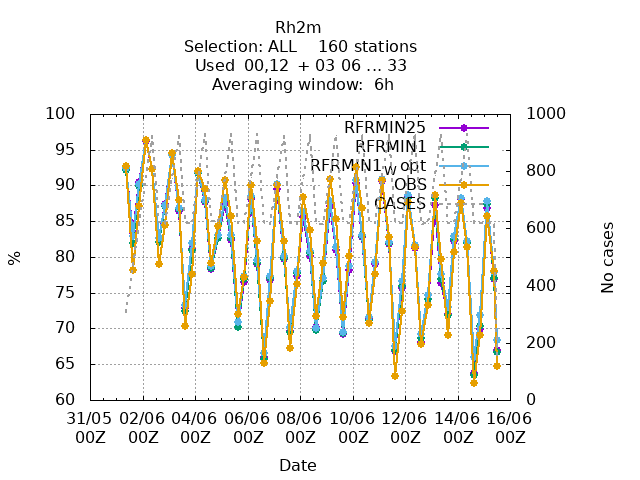 Rh2m
Selection: ALL    160 stations
Used  00,12  + 03 06 ... 33
Averaging window:  6h
100
95
90
85
80
75
70
65
60
%
1000
800
600
400
200
0
No cases
RFRMIN25
RFRMIN1
RFRMIN1w opt
OBS
CASES
31/05 02/06 04/06 06/06 08/06 10/06 12/06 14/06 16/06
00Z 00Z 00Z 00Z 00Z 00Z 00Z 00Z 00Z
Date